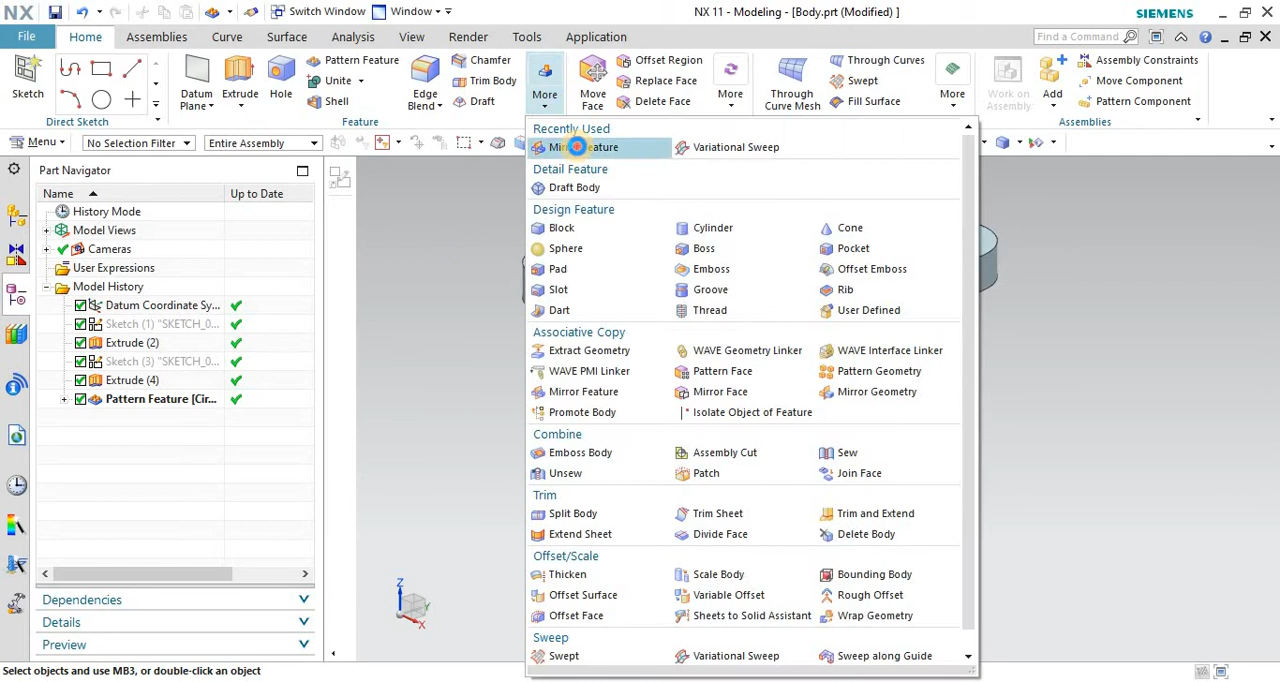 NX Switch Window Window NX 11 - Modeling - [Body.prt (Modified) ] SIEMENS
File Home Assemblies Curve Surface Analysis View Render Tools Application Find a Command
Sketch Direct Sketch
Datum Plane Extrude Hole Pattern Feature Unite Shell Edge Blend Chamfer Trim Body Draft More Feature
Move Face Offset Region Replace Face Delete Face More
Through Curve Mesh Through Curves Swept Fill Surface More
Work on Assembly Add Assembly Constraints Move Component Pattern Component Assemblies
Menu No Selection Filter Entire Assembly
Part Navigator
Name Up to Date
History Mode
Model Views
Cameras
User Expressions
Model History
Datum Coordinate Sy...
Sketch (1) "SKETCH_0...
Extrude (2)
Sketch (3) "SKETCH_0...
Extrude (4)
Pattern Feature [Cir...
Dependencies
Details
Preview
Recently Used
Mirror Feature Variational Sweep
Detail Feature
Draft Body
Design Feature
Block Cylinder Cone
Sphere Boss Pocket
Pad Emboss Offset Emboss
Slot Groove Rib
Dart Thread User Defined
Associative Copy
Extract Geometry WAVE Geometry Linker WAVE Interface Linker
WAVE PMI Linker Pattern Face Pattern Geometry
Mirror Feature Mirror Face Mirror Geometry
Promote Body Isolate Object of Feature
Combine
Emboss Body Assembly Cut Sew
Unsew Patch Join Face
Trim
Split Body Trim Sheet Trim and Extend
Extend Sheet Divide Face Delete Body
Offset/Scale
Thicken Scale Body Bounding Body
Offset Surface Variable Offset Rough Offset
Offset Face Sheets to Solid Assistant Wrap Geometry
Sweep
Swept Variational Sweep Sweep along Guide
Z
Y
X
Select objects and use MB3, or double-click an object